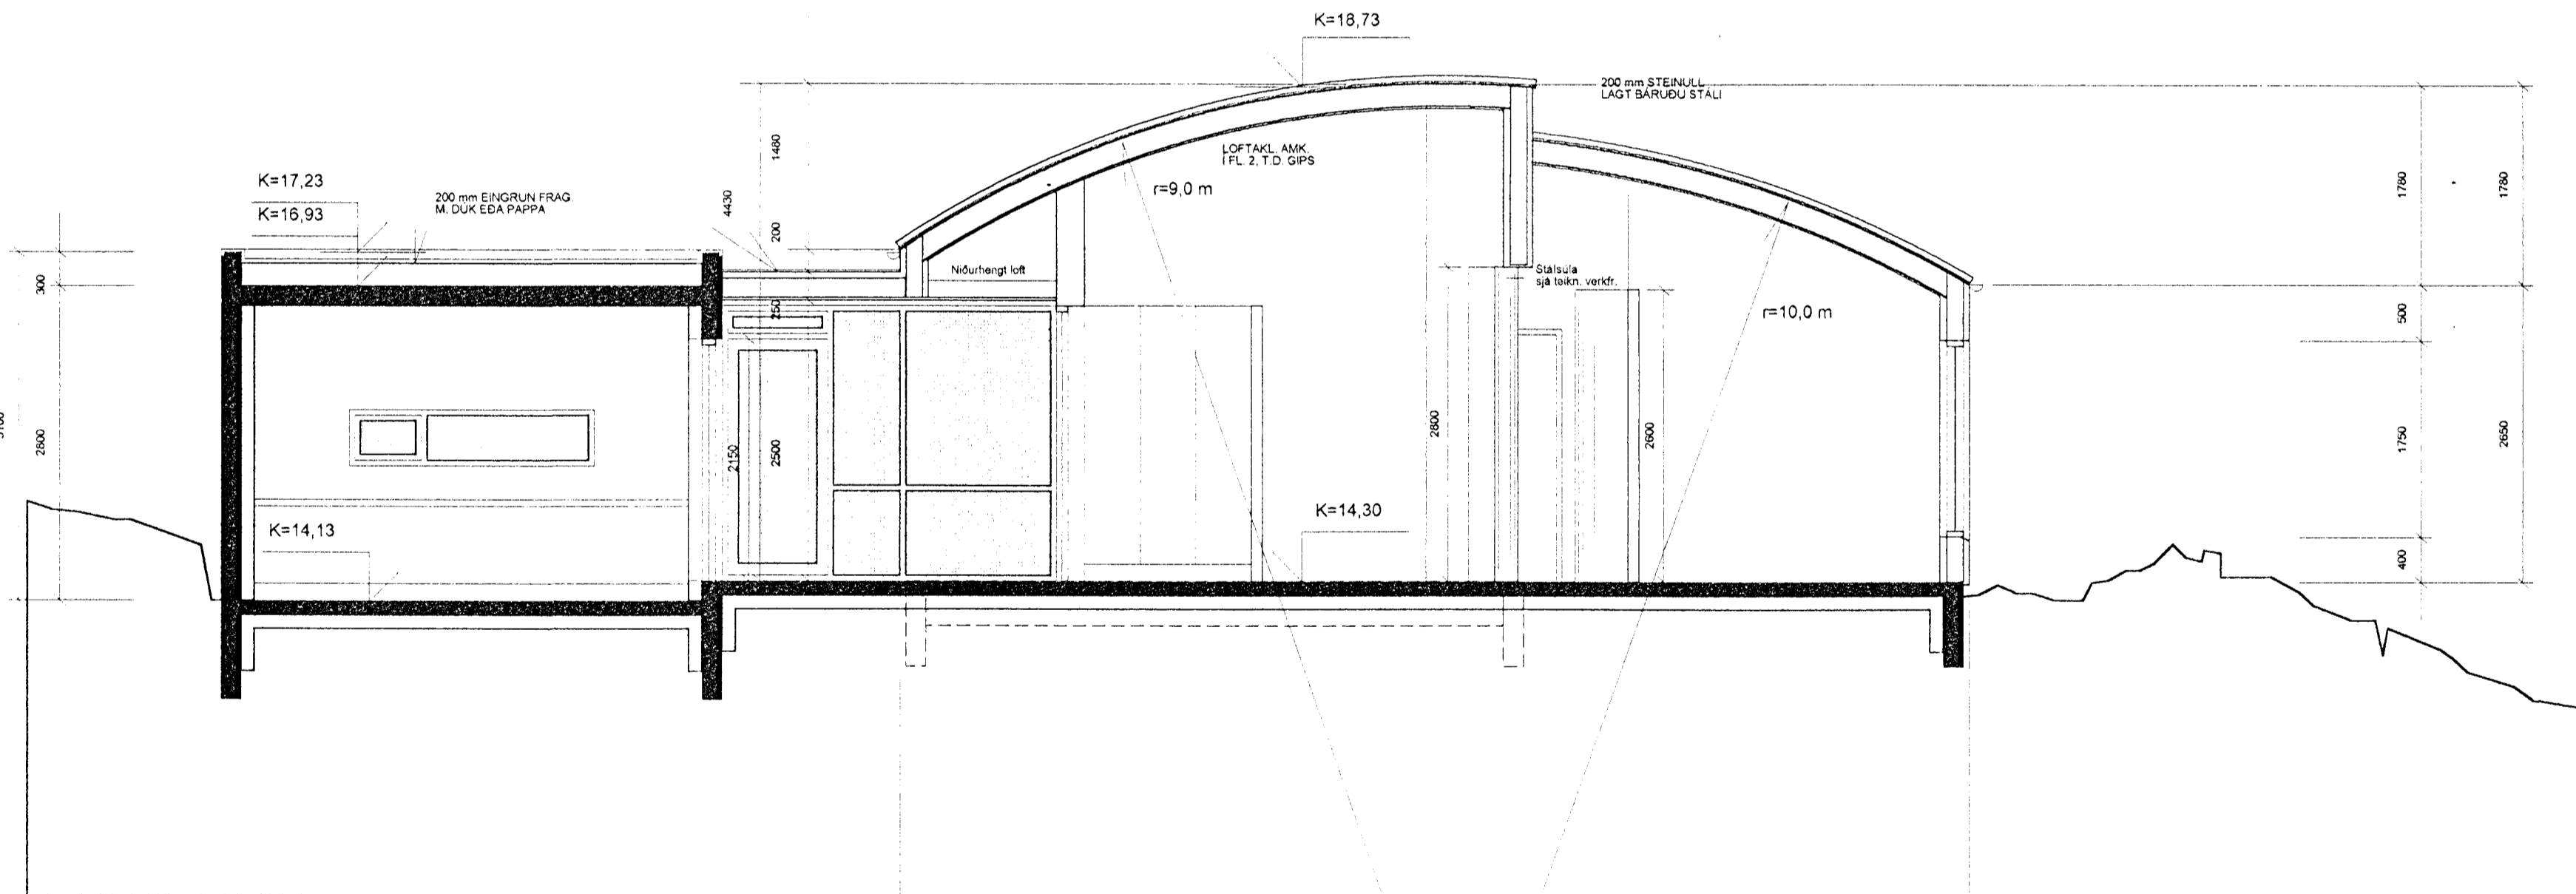 K=18,73
200 mm STEINULL
LAGT BÁRUÐU STÁLI
1480
LOFTAKL. AMK.
Í FL. 2, T.D. GIPS
K=17,23
200 mm EINGRUN FRAG.
M. DÚK EÐA PAPPA
K=16,93
r=9,0 m
4430
200
1780
1780
300
Niðurhengt loft
Stálsúla
sjá teikn. verkfr.
250
r=10,0 m
500
2800
2150
2500
2800
2600
1750
2650
K=14,13
K=14,30
400